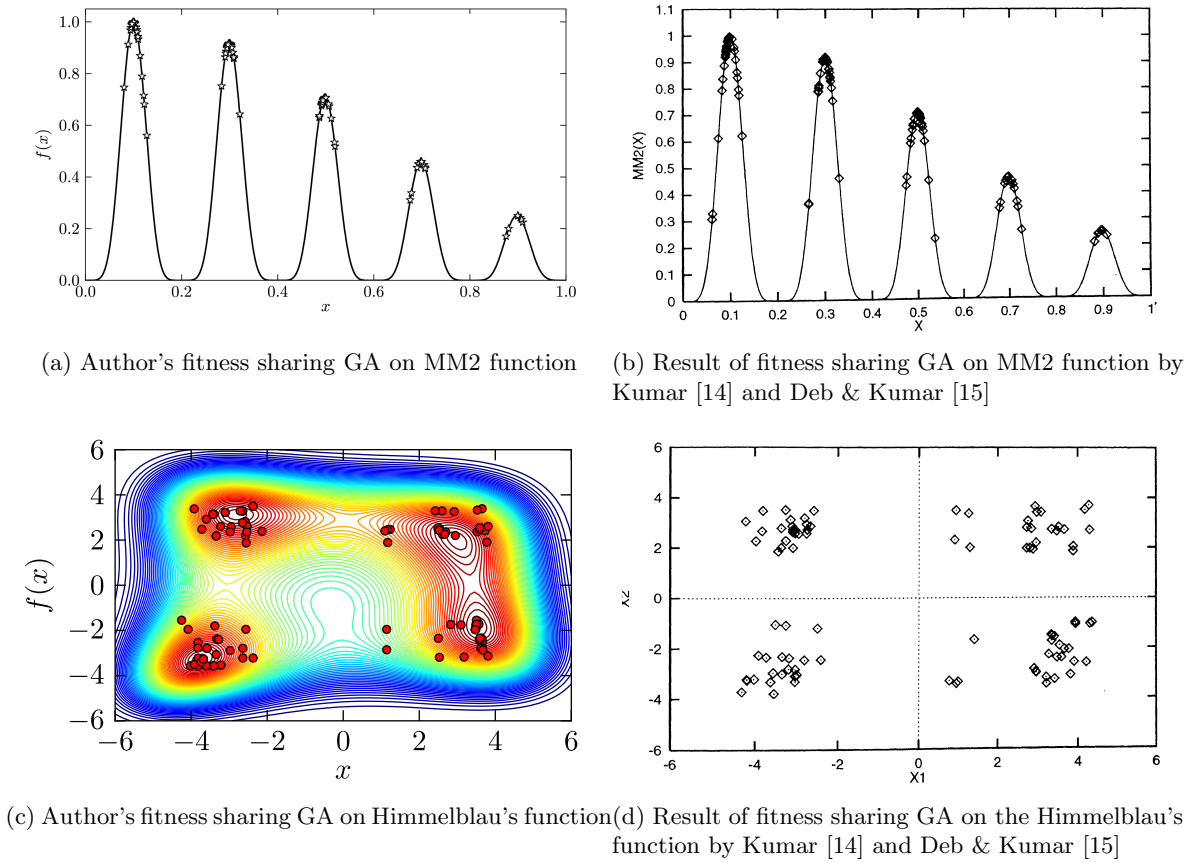 1.0
0.8
0.6
0.4
0.2
0.0
f(x)
0.0 0.2 0.4 0.6 0.8 1.0
x
1.1
1
0.9
0.8
0.7
0.6
0.5
0.4
0.3
0.2
0.1
0
MM2(X)
0 0.1 0.2 0.3 0.4 0.5 0.6 0.7 0.8 0.9 1
X
(a) Author's fitness sharing GA on MM2 function
(b) Result of fitness sharing GA on MM2 function by
Kumar [14] and Deb & Kumar [15]
6
4
2
0
−2
−4
−6
f(x)
−6 −4 −2 0 2 4 6
x
6
4
2
0
-2
-4
-6
X2
-6 -4 -2 0 2 4 6
X1
(c) Author's fitness sharing GA on Himmelblau's function
(d) Result of fitness sharing GA on the Himmelblau's
function by Kumar [14] and Deb & Kumar [15]